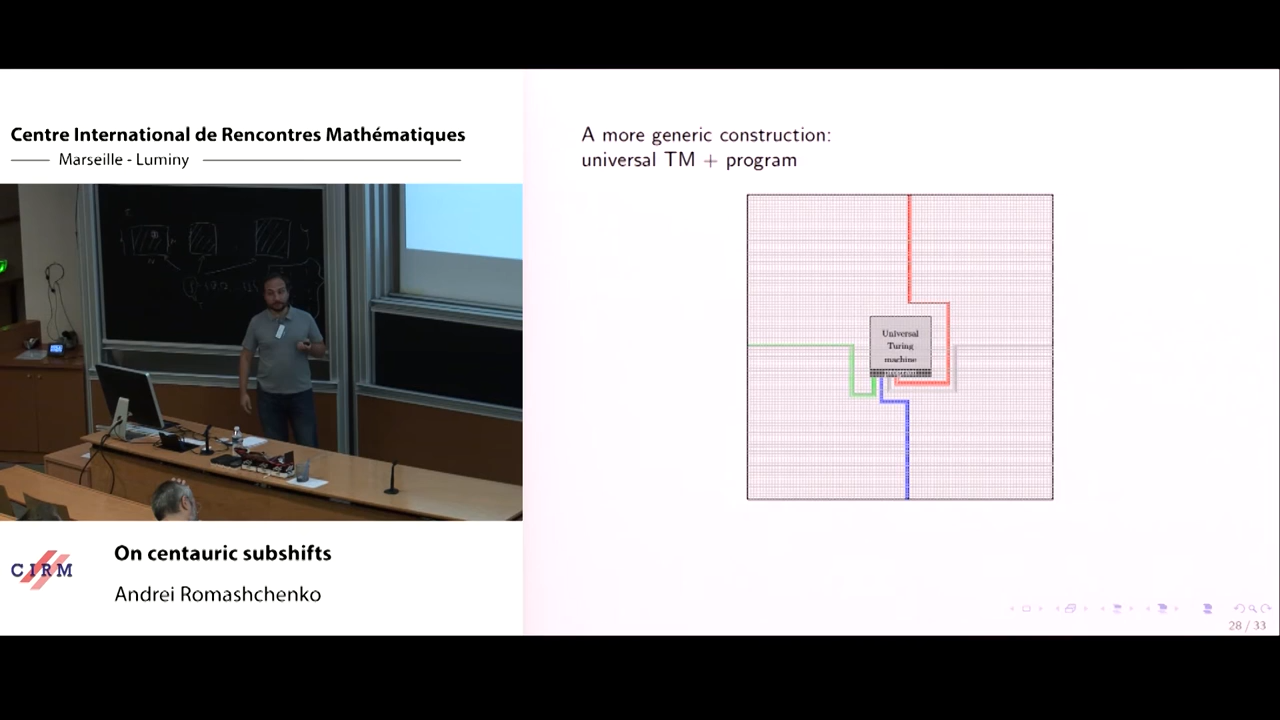 Centre International de Rencontres Mathématiques
Marseille - Luminy
A more generic construction:
universal TM + program
Universal
Turing
machine
On centauric subshifts
CIRM
Andrei Romashchenko
28 / 33